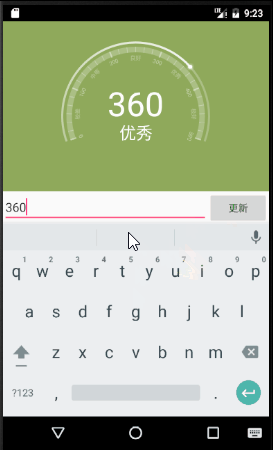 9:23
360
优秀
360
更新
1 2 3 4 5 6 7 8 9 0
q w e r t y u i o p
a s d f g h j k l
z x c v b n m
?123 , .